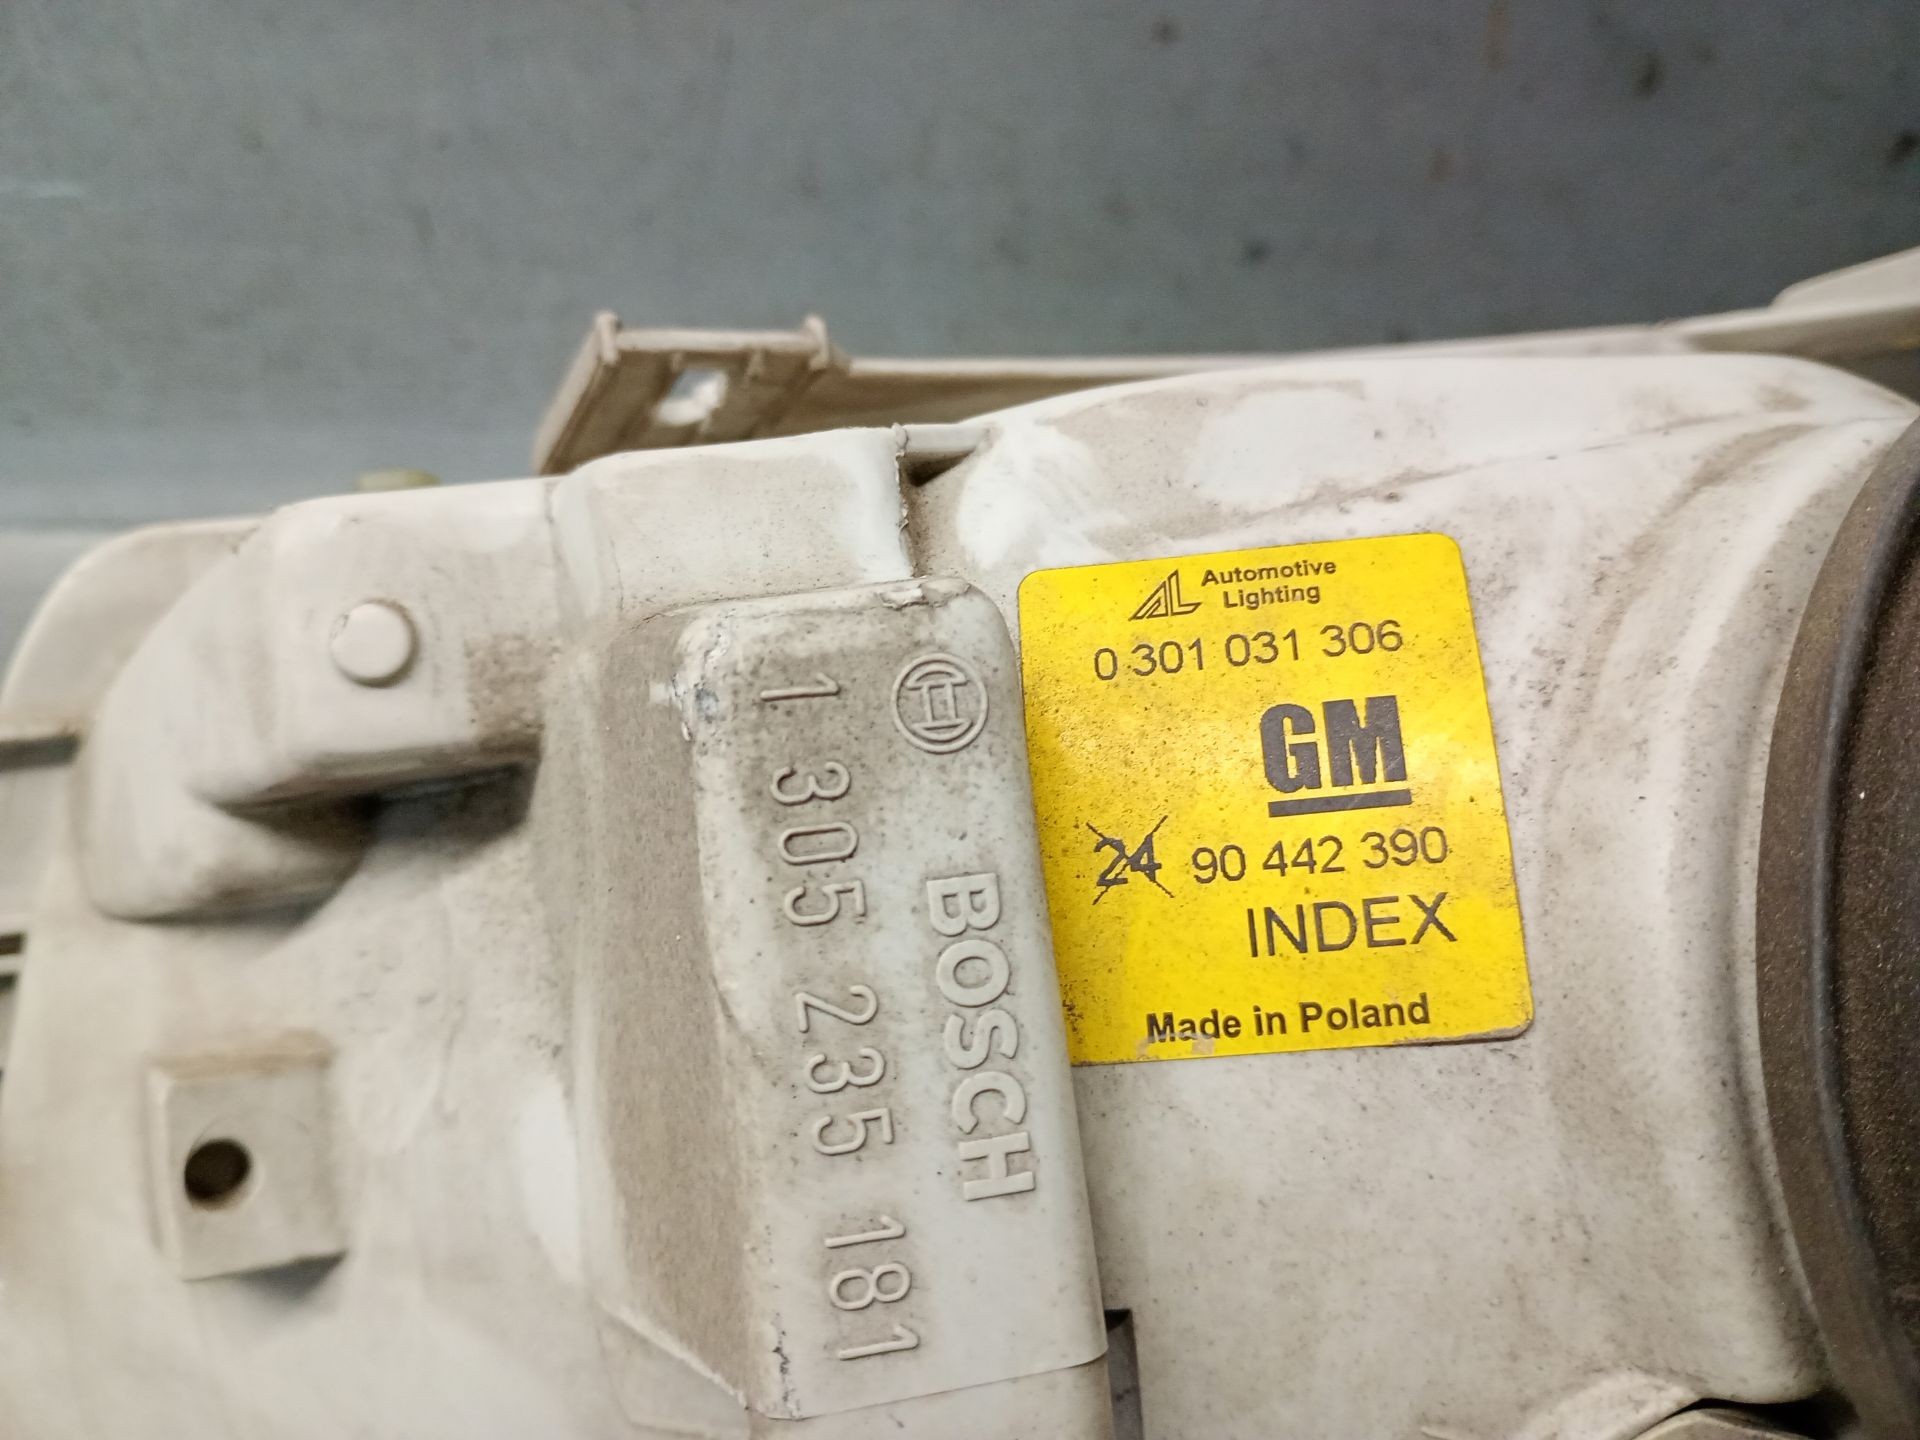 AL Automotive
Lighting
0 301 031 306
GM
24 90 442 390
INDEX
Made in Poland
BOSCH
1 305 235 181